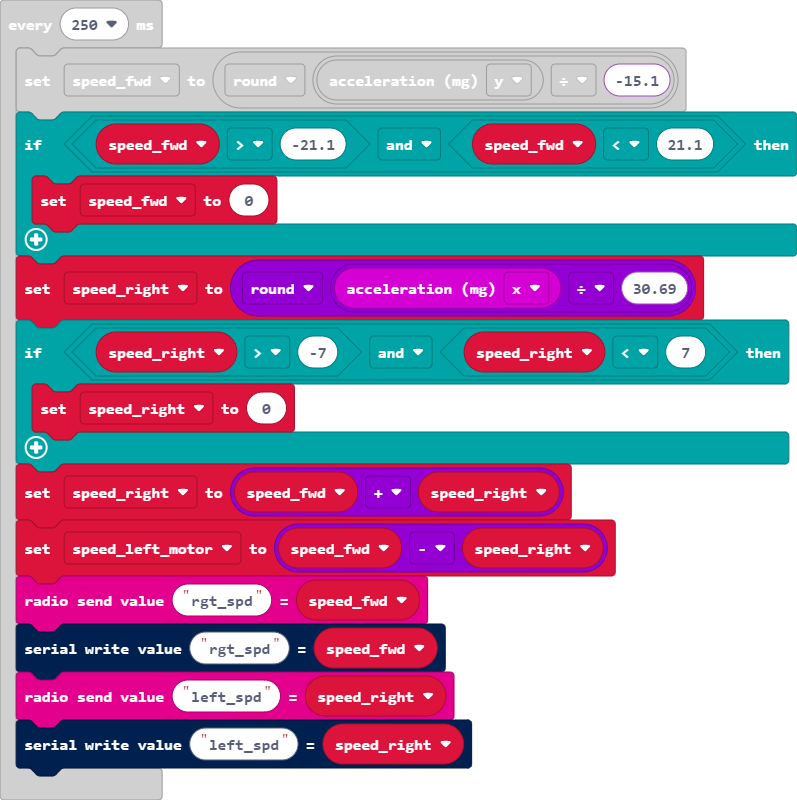 every 250 ms
set speed_fwd to round acceleration (mg) y ÷ -15.1
if speed_fwd > -21.1 and speed_fwd < 21.1 then
set speed_fwd to 0
set speed_right to round acceleration (mg) x ÷ 30.69
if speed_right > -7 and speed_right < 7 then
set speed_right to 0
set speed_right to speed_fwd + speed_right
set speed_left_motor to speed_fwd - speed_right
radio send value "rgt_spd" = speed_fwd
serial write value "rgt_spd" = speed_fwd
radio send value "left_spd" = speed_right
serial write value "left_spd" = speed_right